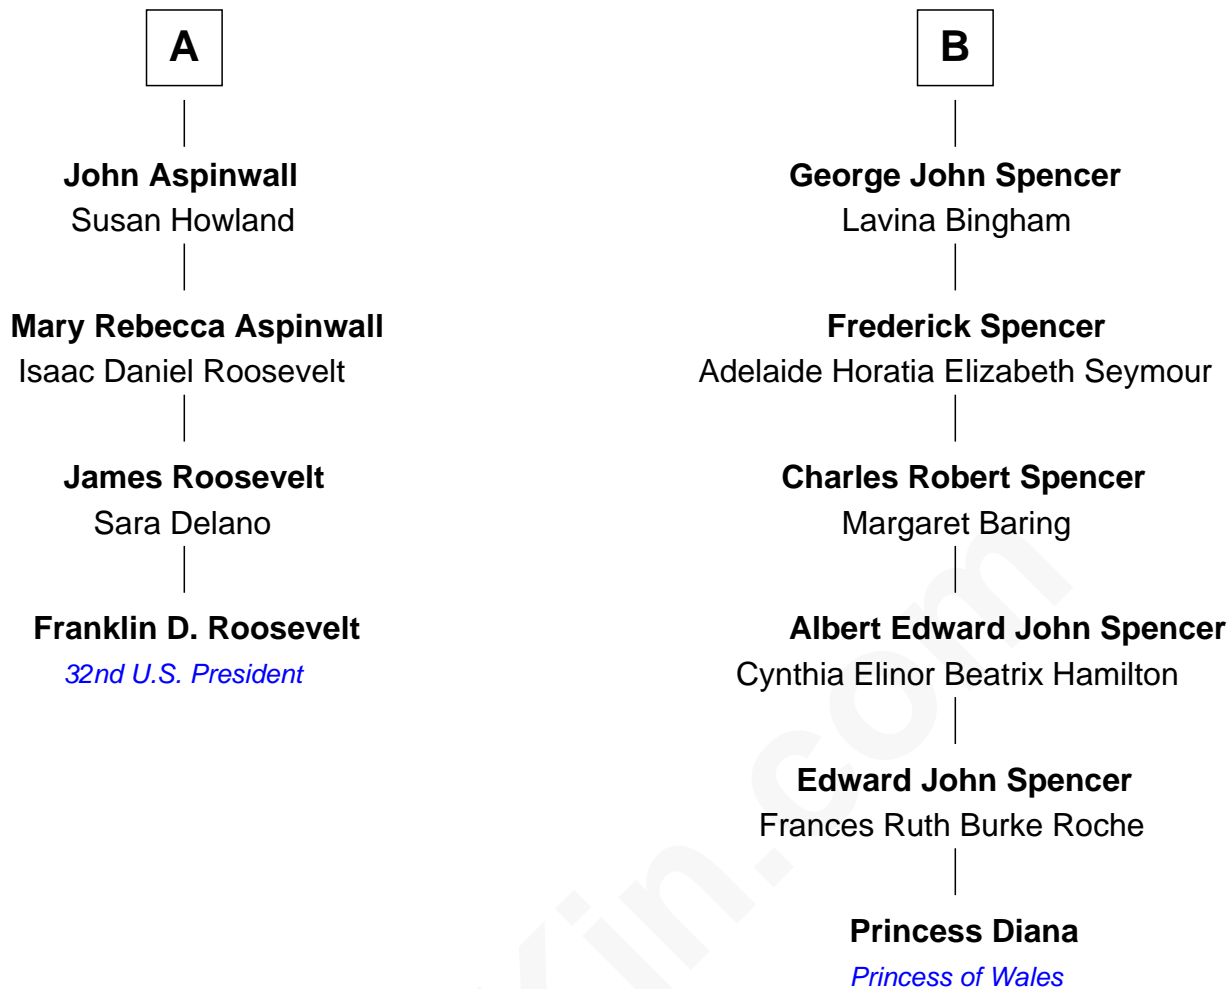 A
John Aspinwall
Susan Howland
Mary Rebecca Aspinwall
Isaac Daniel Roosevelt
James Roosevelt
Sara Delano
Franklin D. Roosevelt
32nd U.S. President
B
George John Spencer
Lavina Bingham
Frederick Spencer
Adelaide Horatia Elizabeth Seymour
Charles Robert Spencer
Margaret Baring
Albert Edward John Spencer
Cynthia Elinor Beatrix Hamilton
Edward John Spencer
Frances Ruth Burke Roche
Princess Diana
Princess of Wales
Kin.com